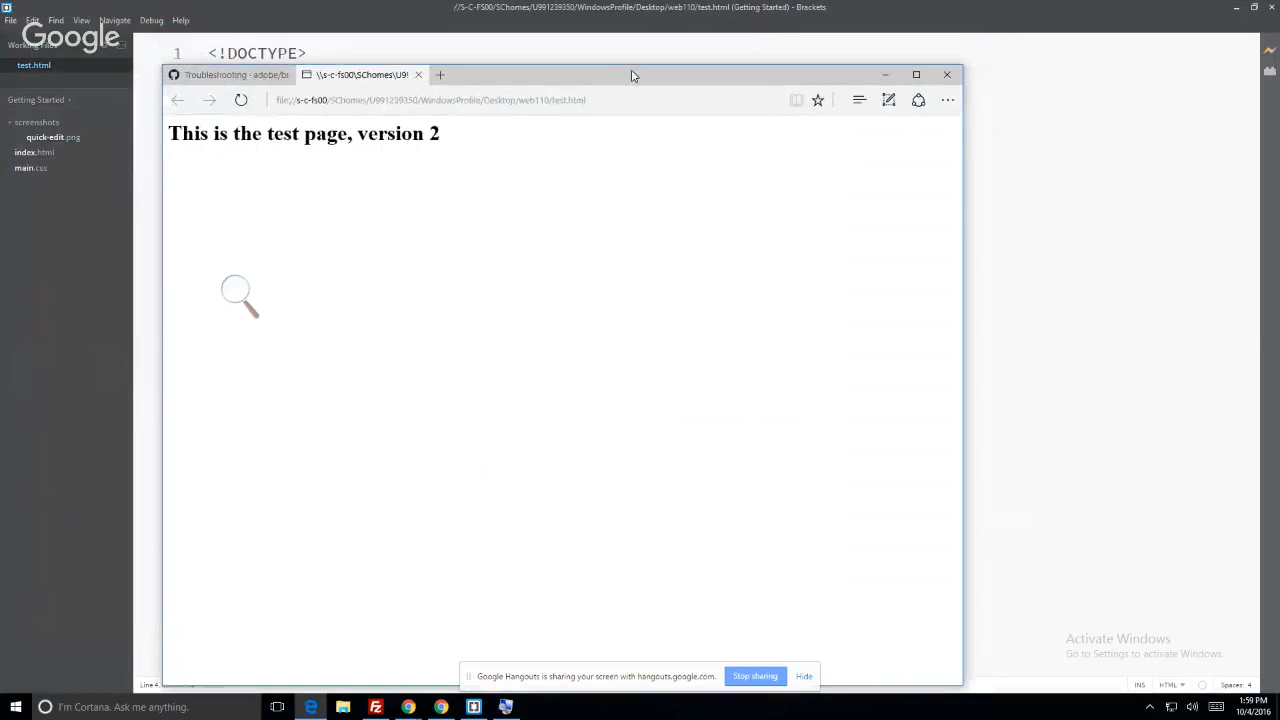 //S-C-FS00/SChomes/U991239350/WindowsProfile/Desktop/web110/test.html (Getting Started) - Brackets
File Edit Find View Navigate Debug Help
Google
Working Files
test.html
Getting Started
screenshots
quick-edit.png
index.html
main.css
1 <!DOCTYPE>
Troubleshooting · adobe/br
\\s-c-fs00\SChomes\U9!
file://s-c-fs00/SChomes/U991239350/WindowsProfile/Desktop/web110/test.html
This is the test page, version 2
Activate Windows
Go to Settings to activate Windows.
Google Hangouts is sharing your screen with hangouts.google.com.
Stop sharing
Hide
Line 4,
INS HTML Spaces: 4
I'm Cortana. Ask me anything.
1:59 PM
10/4/2016